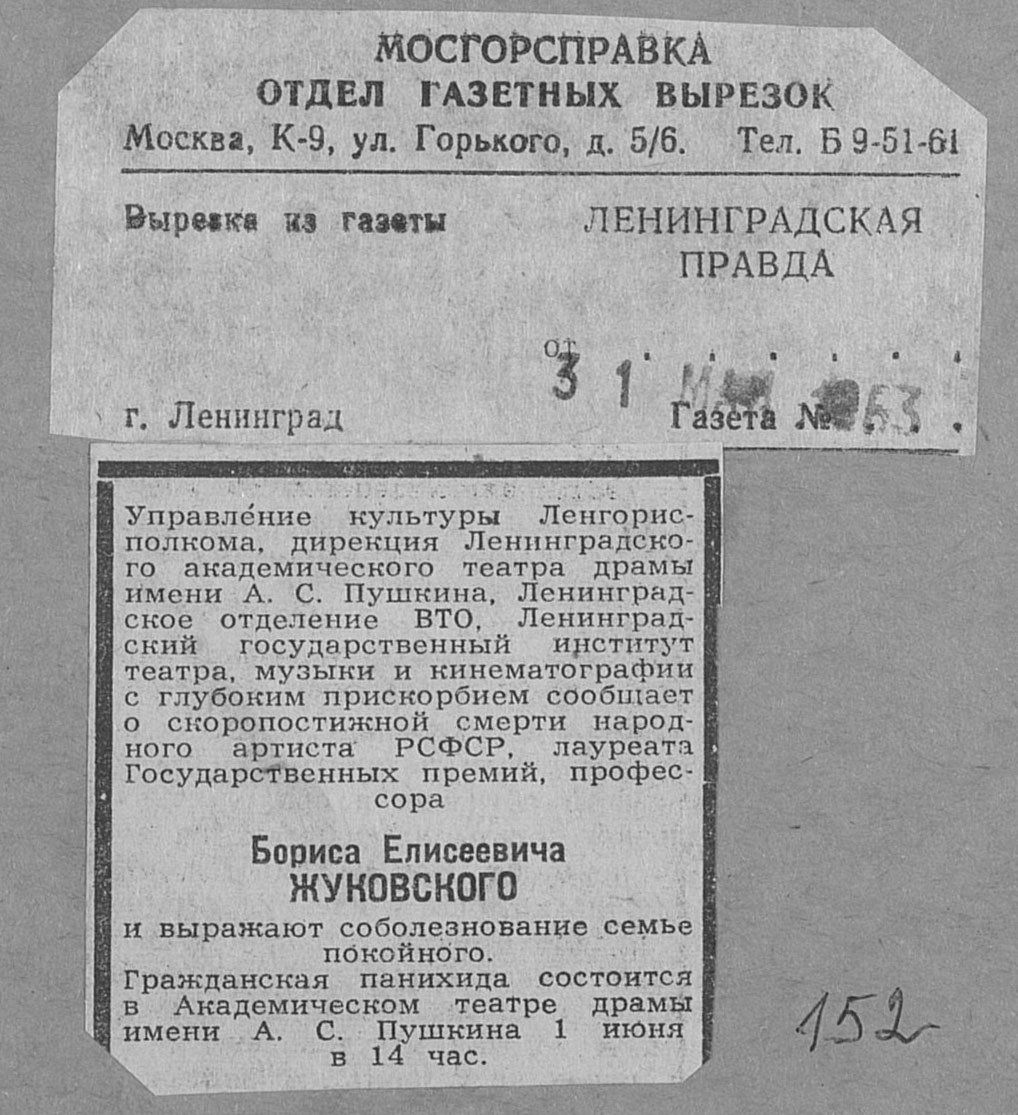 МОСГОРСПРАВКА
ОТДЕЛ ГАЗЕТНЫХ ВЫРЕЗОК
Москва, К-9, ул. Горького, д. 5/6. Тел. Б 9-51-61
Вырезка из газеты
ЛЕНИНГРАДСКАЯ
ПРАВДА
от . . . . . .
31 МАЯ 1963
г. Ленинград
Газета № . . .
Управление культуры Ленгорис-
полкома, дирекция Ленинградско-
го академического театра драмы
имени А. С. Пушкина, Ленинград-
ское отделение ВТО, Ленинград-
ский государственный институт
театра, музыки и кинематографии
с глубоким прискорбием сообщает
о скоропостижной смерти народ-
ного артиста РСФСР, лауреата
Государственных премий, профес-
сора
Бориса Елисеевича
ЖУКОВСКОГО
и выражают соболезнование семье
покойного.
Гражданская панихида состоится
в Академическом театре драмы
имени А. С. Пушкина 1 июня
в 14 час.
152